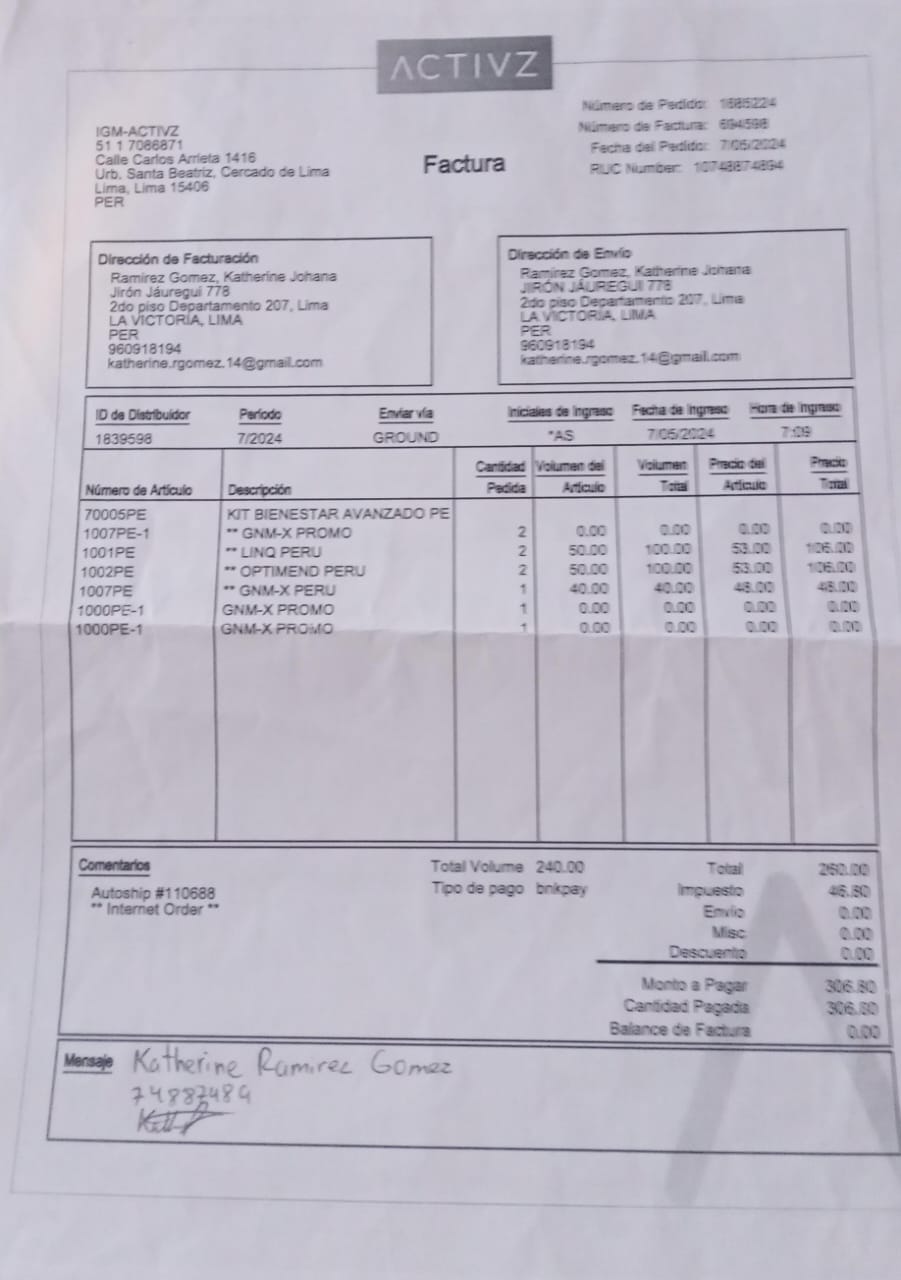 ACTIVZ
Número de Pedido: 1685224
Número de Factura: 694598
Fecha del Pedido: 7/05/2024
RUC Number: 10748874894
IGM-ACTIVZ
51 1 7086871
Calle Carlos Arrieta 1416
Urb. Santa Beatriz, Cercado de Lima
Lima, Lima 15406
PER
Factura
Dirección de Facturación
Ramirez Gomez, Katherine Johana
Jirón Jáuregui 778
2do piso Departamento 207, Lima
LA VICTORIA, LIMA
PER
960918194
katherine.rgomez.14@gmail.com
Dirección de Envío
Ramirez Gomez, Katherine Johana
JIRÓN JÁUREGUI 778
2do piso Departamento 207, Lima
LA VICTORIA, LIMA
PER
960918194
katherine.rgomez.14@gmail.com
ID de Distribuidor Período Enviar vía Iniciales de Ingreso Fecha de Ingreso Hora de Ingreso
1839598 7/2024 GROUND *AS 7/05/2024 7:09
Número de Artículo Descripción Cantidad Pedida Volumen del Artículo Volumen Total Precio del Artículo Precio Total
70005PE KIT BIENESTAR AVANZADO PE
1007PE-1 ** GNM-X PROMO 2 0.00 0.00 0.00 0.00
1001PE ** LINQ PERU 2 50.00 100.00 53.00 106.00
1002PE ** OPTIMEND PERU 2 50.00 100.00 53.00 106.00
1007PE ** GNM-X PERU 1 40.00 40.00 48.00 48.00
1000PE-1 GNM-X PROMO 1 0.00 0.00 0.00 0.00
1000PE-1 GNM-X PROMO 1 0.00 0.00 0.00 0.00
Comentarios
Autoship #110688
** Internet Order **
Total Volume 240.00
Tipo de pago bnkpay
Total 260.00
Impuesto 46.80
Envío 0.00
Misc 0.00
Descuento 0.00
Monto a Pagar 306.80
Cantidad Pagada 306.80
Balance de Factura 0.00
Mensaje Katherine Ramirez Gomez
74887489